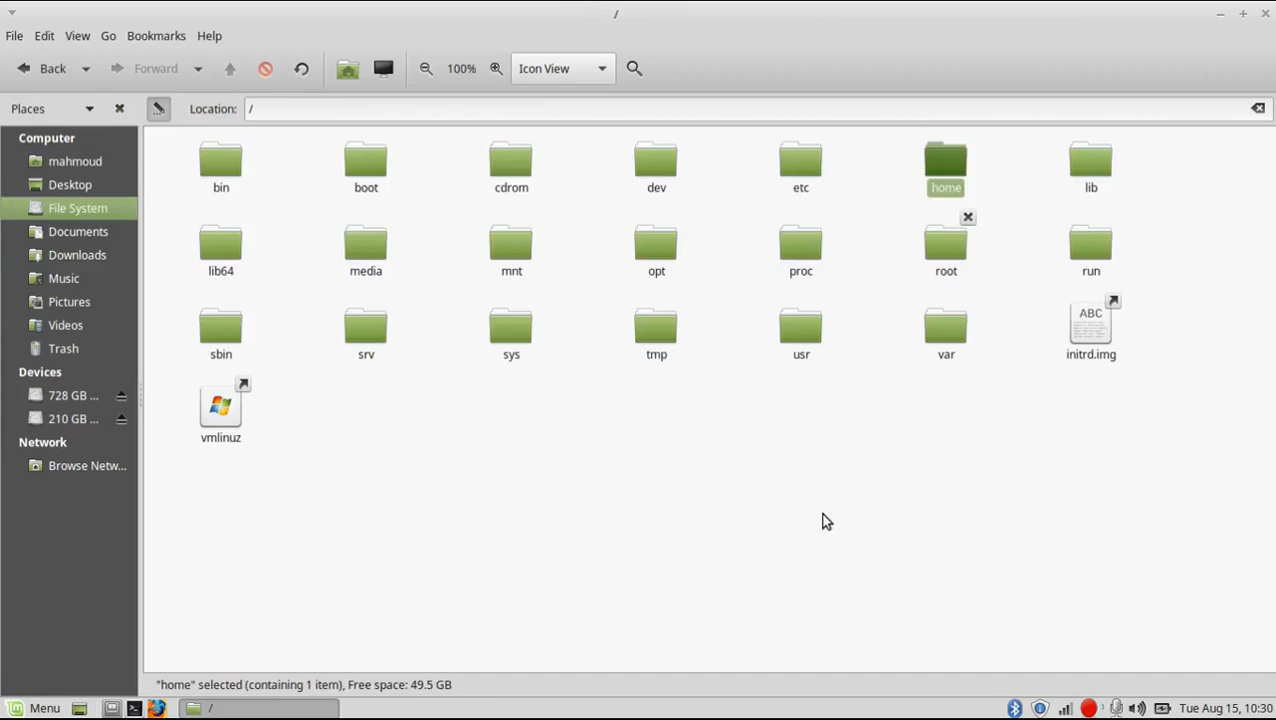 /
File Edit View Go Bookmarks Help
Back Forward 100% Icon View
Places Location: /
Computer
mahmoud
Desktop
File System
Documents
Downloads
Music
Pictures
Videos
Trash
Devices
728 GB ...
210 GB ...
Network
Browse Netw...
bin boot cdrom dev etc home lib
lib64 media mnt opt proc root run
ABC
sbin srv sys tmp usr var initrd.img
vmlinuz
"home" selected (containing 1 item), Free space: 49.5 GB
Menu / Tue Aug 15, 10:30